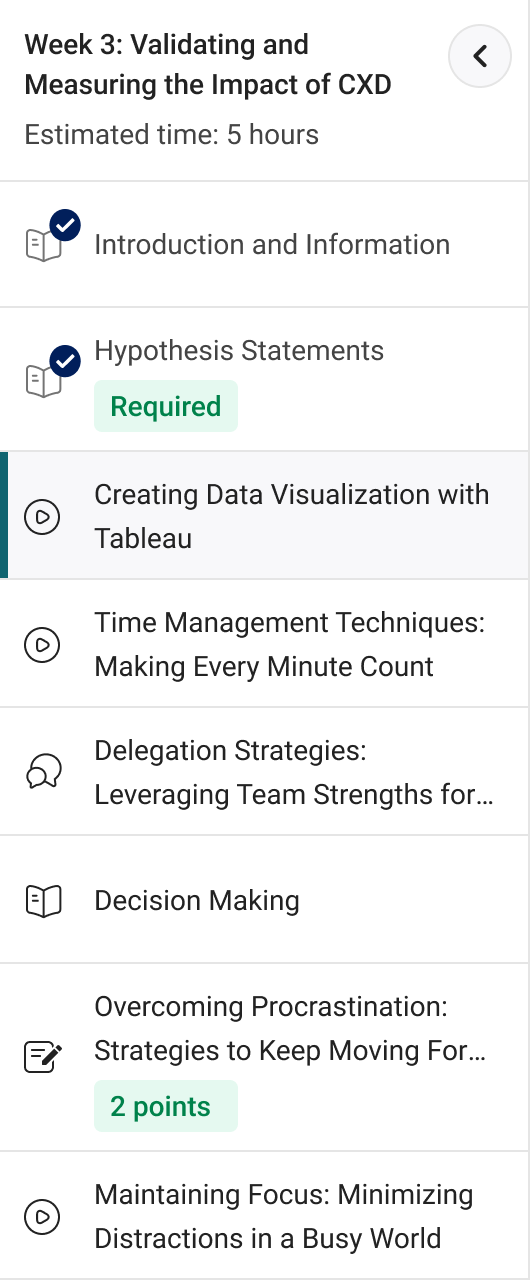 Week 3: Validating and
Measuring the Impact of CXD
Estimated time: 5 hours
Introduction and Information
Hypothesis Statements
Required
Creating Data Visualization with
Tableau
Time Management Techniques:
Making Every Minute Count
Delegation Strategies:
Leveraging Team Strengths for...
Decision Making
Overcoming Procrastination:
Strategies to Keep Moving For...
2 points
Maintaining Focus: Minimizing
Distractions in a Busy World